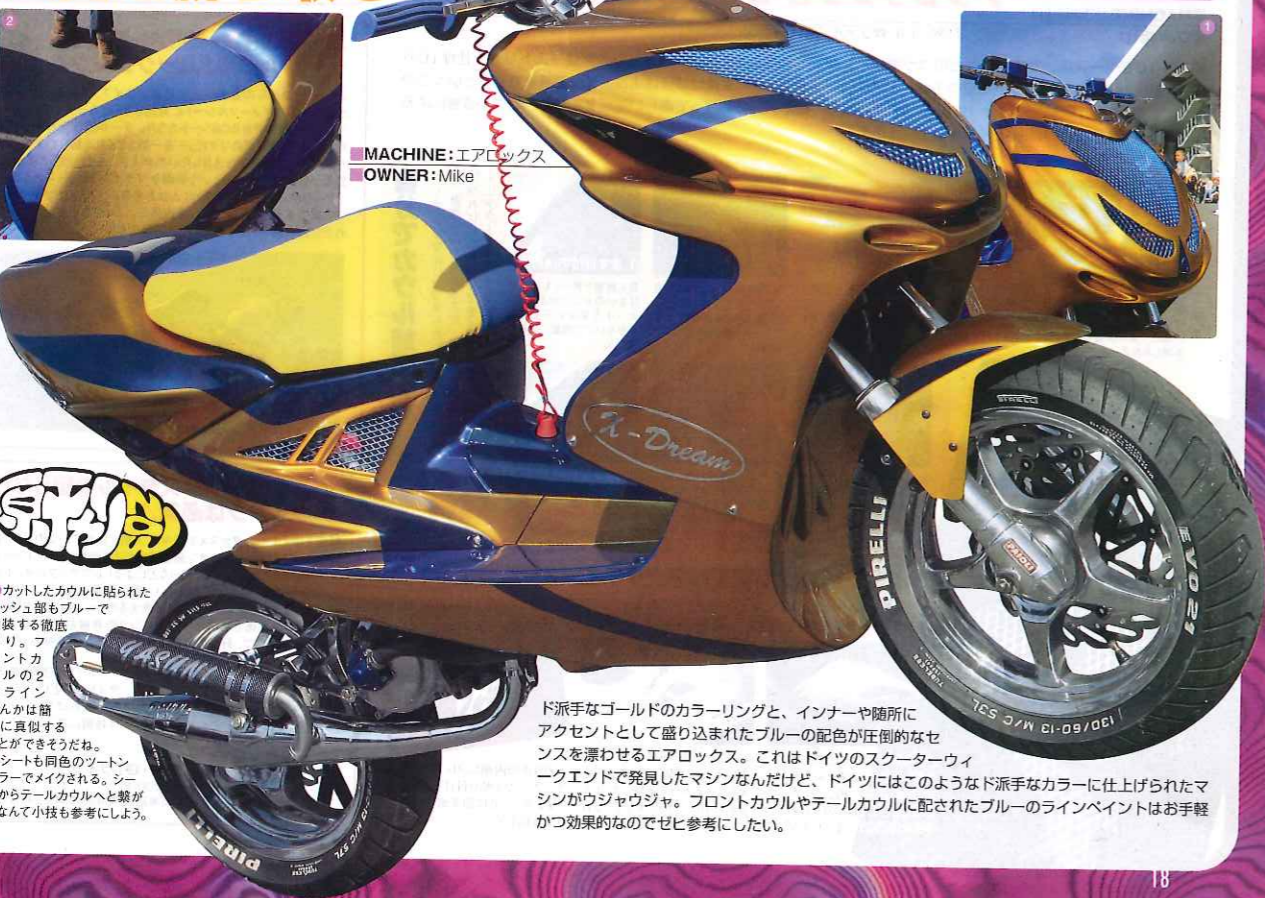 2
1
■MACHINE:エアロックス
■OWNER:Mike
λ-Dream
PIRELLI
PIRELLI
EVO 21
PAIOLI
TUBELESS
130/60-13 M/C 53L
YASUNI
PIRELLI
M/C 57L
原チャリ
カットしたカウルに貼られた
ッシュ部もブルーで
装する徹底
り。フ
ントカ
ルの2
ライン
んかは簡
に真似する
とができそうだね。
シートも同色のツートン
ラーでメイクされる。シー
からテールカウルへと繋が
なんて小技も参考にしよう。
ド派手なゴールドのカラーリングと、インナーや随所に
アクセントとして盛り込まれたブルーの配色が圧倒的なセ
ンスを漂わせるエアロックス。これはドイツのスクーターウィ
ークエンドで発見したマシンなんだけど、ドイツにはこのようなド派手なカラーに仕上げられたマ
シンがウジャウジャ。フロントカウルやテールカウルに配されたブルーのラインペイントはお手軽
かつ効果的なのでゼヒ参考にしたい。
18